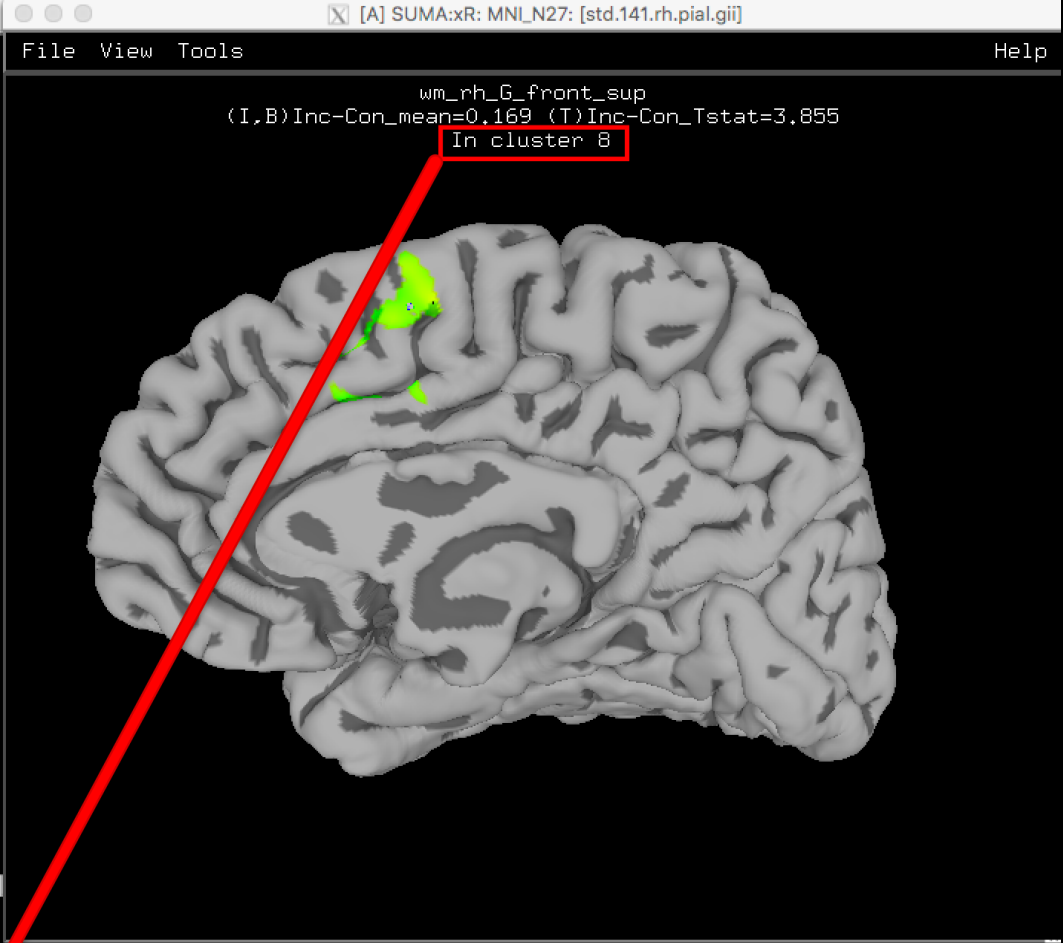 [A] SUMA:xR: MNI_N27: [std.141.rh.pial.gii]
File View Tools Help
wm_rh_G_front_sup
(I,B)Inc-Con_mean=0.169 (T)Inc-Con_Tstat=3.855
In cluster 8